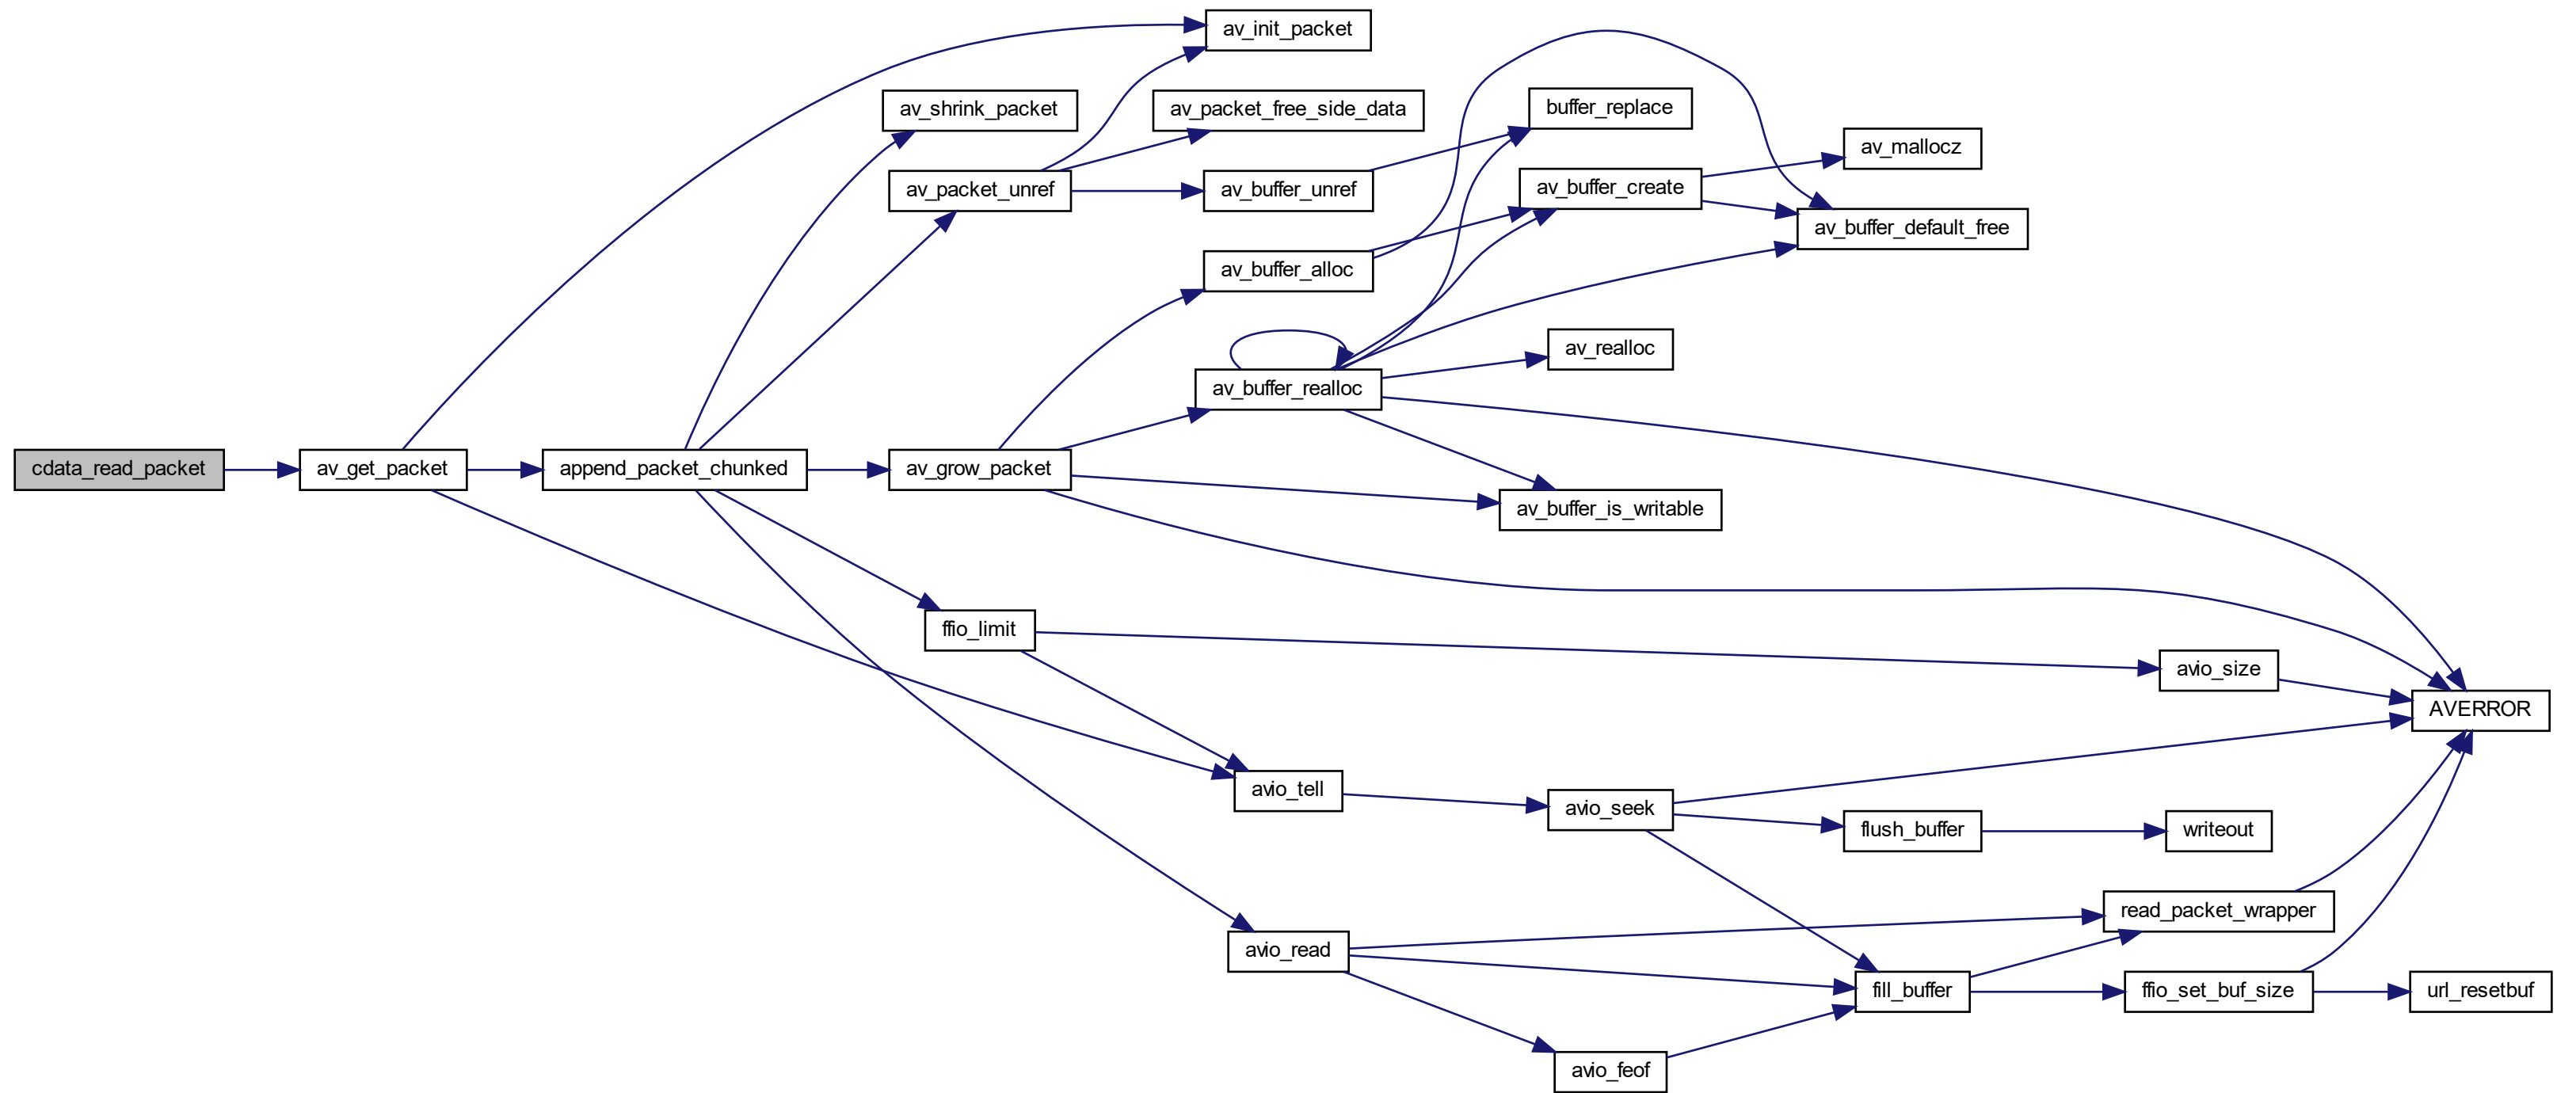 av_init_packet
av_shrink_packet
av_packet_free_side_data
buffer_replace
av_mallocz
av_packet_unref
av_buffer_unref
av_buffer_create
av_buffer_default_free
av_buffer_alloc
av_realloc
av_buffer_realloc
cdata_read_packet
av_get_packet
append_packet_chunked
av_grow_packet
av_buffer_is_writable
ffio_limit
avio_size
AVERROR
avio_tell
avio_seek
flush_buffer
writeout
read_packet_wrapper
avio_read
fill_buffer
ffio_set_buf_size
url_resetbuf
avio_feof